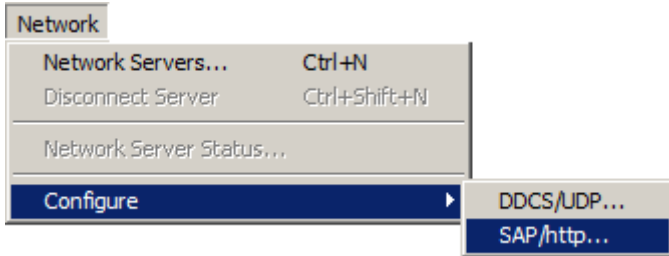 Network
Network Servers... Ctrl+N
Disconnect Server Ctrl+Shift+N
Network Server Status...
Configure
DDCS/UDP...
SAP/http...